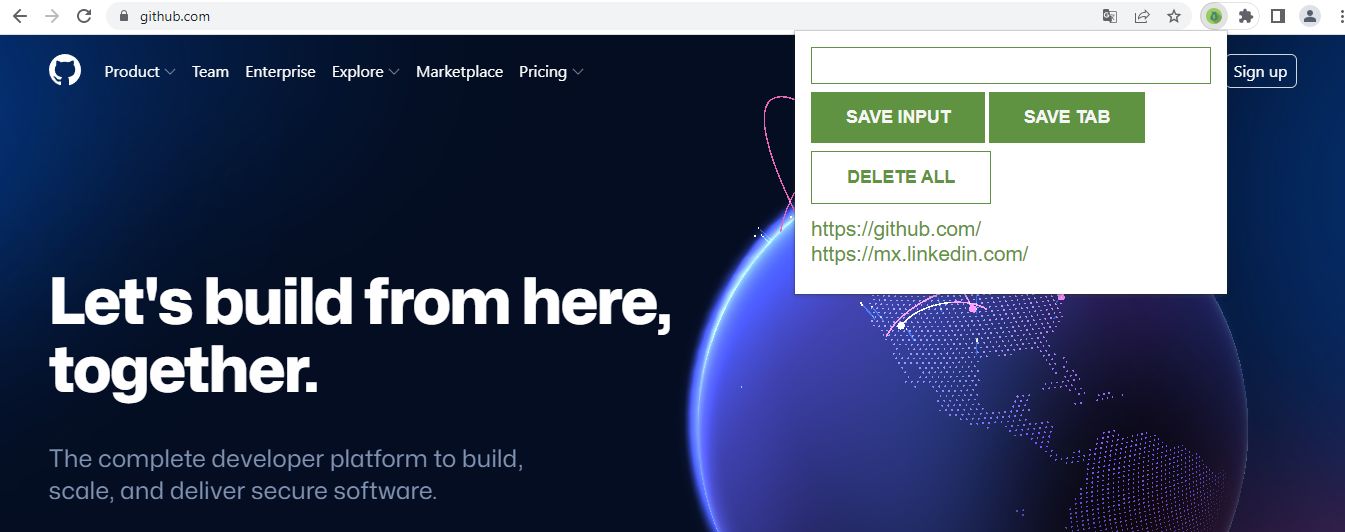 github.com
Product Team Enterprise Explore Marketplace Pricing
Sign up
SAVE INPUT SAVE TAB
DELETE ALL
https://github.com/
https://mx.linkedin.com/
Let's build from here,
together.
The complete developer platform to build,
scale, and deliver secure software.